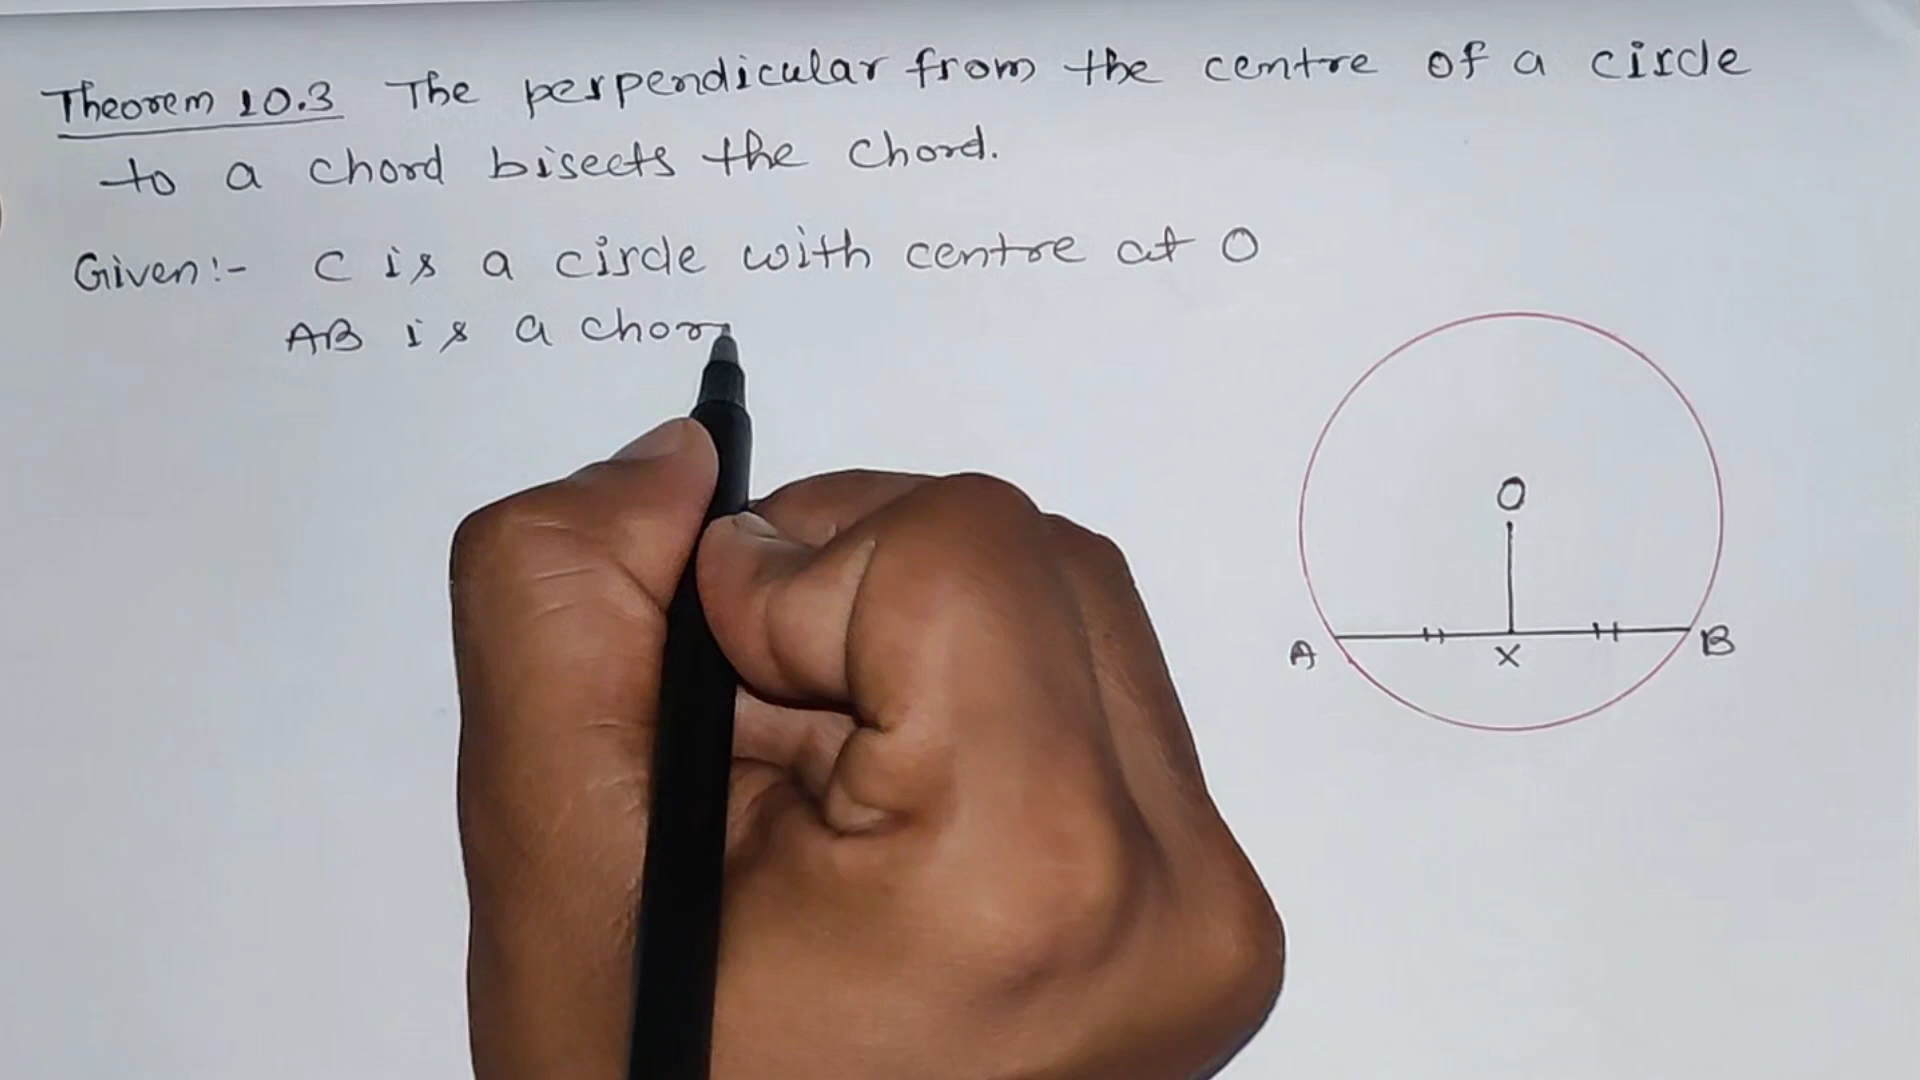 Theorem 10.3 The perpendicular from the centre of a circle
to a chord bisects the chord.
Given:- C is a circle with centre at O
AB is a chor
O
A
X
B